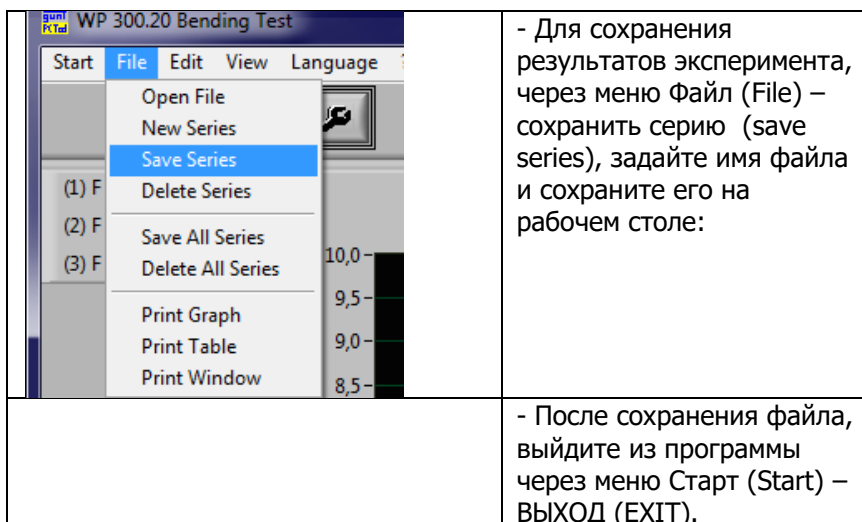 gunt
PCTool
WP 300.20 Bending Test
Start File Edit View Language
Open File
New Series
Save Series
Delete Series
Save All Series
Delete All Series
Print Graph
Print Table
Print Window
(1) F
(2) F
(3) F
10,0
9,5
9,0
8,5
- Для сохранения
результатов эксперимента,
через меню Файл (File) –
сохранить серию (save
series), задайте имя файла
и сохраните его на
рабочем столе:
- После сохранения файла,
выйдите из программы
через меню Старт (Start) –
ВЫХОД (EXIT).